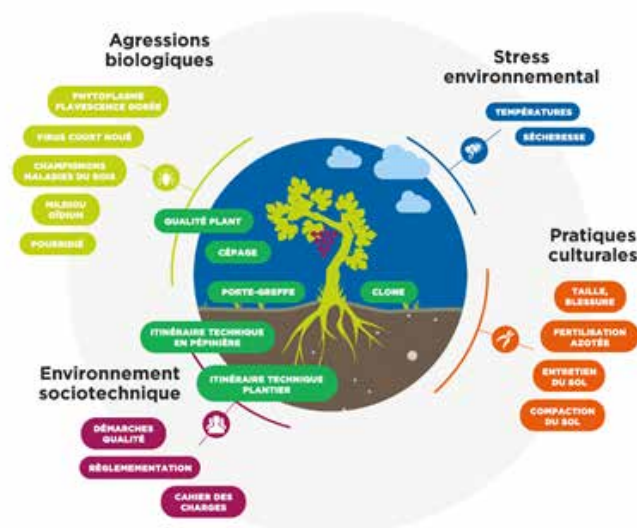 Agressions
biologiques
PHYTOPLASME
FLAVESCENCE DORÉE
VIRUS COURT NOUÉ
CHAMPIGNONS
MALADIES DU BOIS
MILDIOU
OÏDIUM
POURRIDIÉ
Stress
environnemental
TEMPÉRATURES
SÉCHERESSE
QUALITÉ PLANT
CÉPAGE
PORTE-GREFFE
CLONE
ITINÉRAIRE TECHNIQUE
EN PÉPINIÈRE
ITINÉRAIRE TECHNIQUE
PLANTIER
Pratiques
culturales
TAILLE,
BLESSURE
FERTILISATION
AZOTÉE
ENTRETIEN
DU SOL
COMPACTION
DU SOL
Environnement
sociotechnique
DÉMARCHES
QUALITÉ
RÈGLEMEMENTATION
CAHIER DES
CHARGES